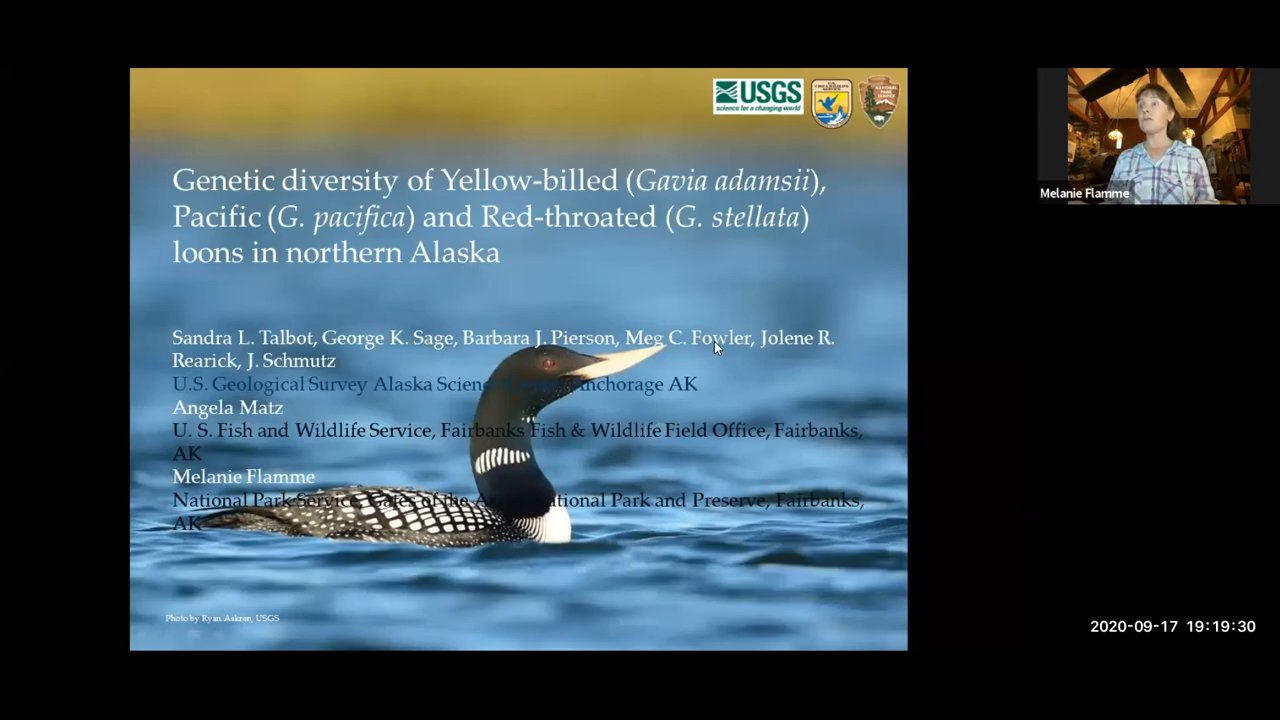 USGS
science for a changing world
Genetic diversity of Yellow-billed (Gavia adamsii),
Pacific (G. pacifica) and Red-throated (G. stellata)
loons in northern Alaska
Sandra L. Talbot, George K. Sage, Barbara J. Pierson, Meg C. Fowler, Jolene R.
Rearick, J. Schmutz
U.S. Geological Survey Alaska Science Center, Anchorage AK
Angela Matz
U. S. Fish and Wildlife Service, Fairbanks Fish & Wildlife Field Office, Fairbanks,
AK
Melanie Flamme
National Park Service, Gates of the Arctic National Park and Preserve, Fairbanks,
AK
Photo by Ryan Askren, USGS
Melanie Flamme
2020-09-17 19:19:30